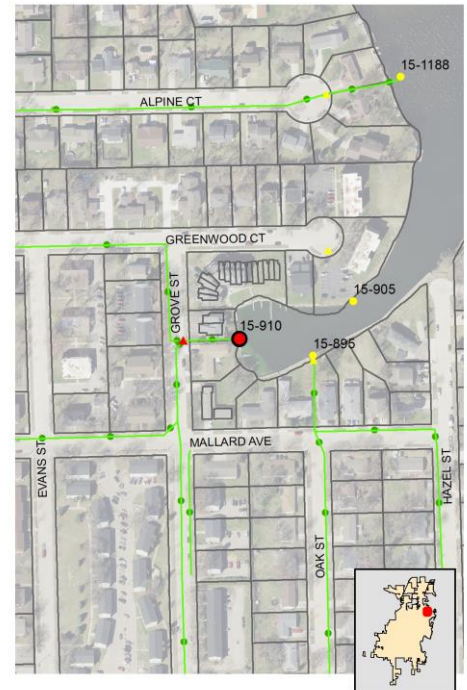 15-1188
ALPINE CT
GREENWOOD CT
GROVE ST
15-905
15-910
15-895
MALLARD AVE
EVANS ST
OAK ST
HAZEL ST